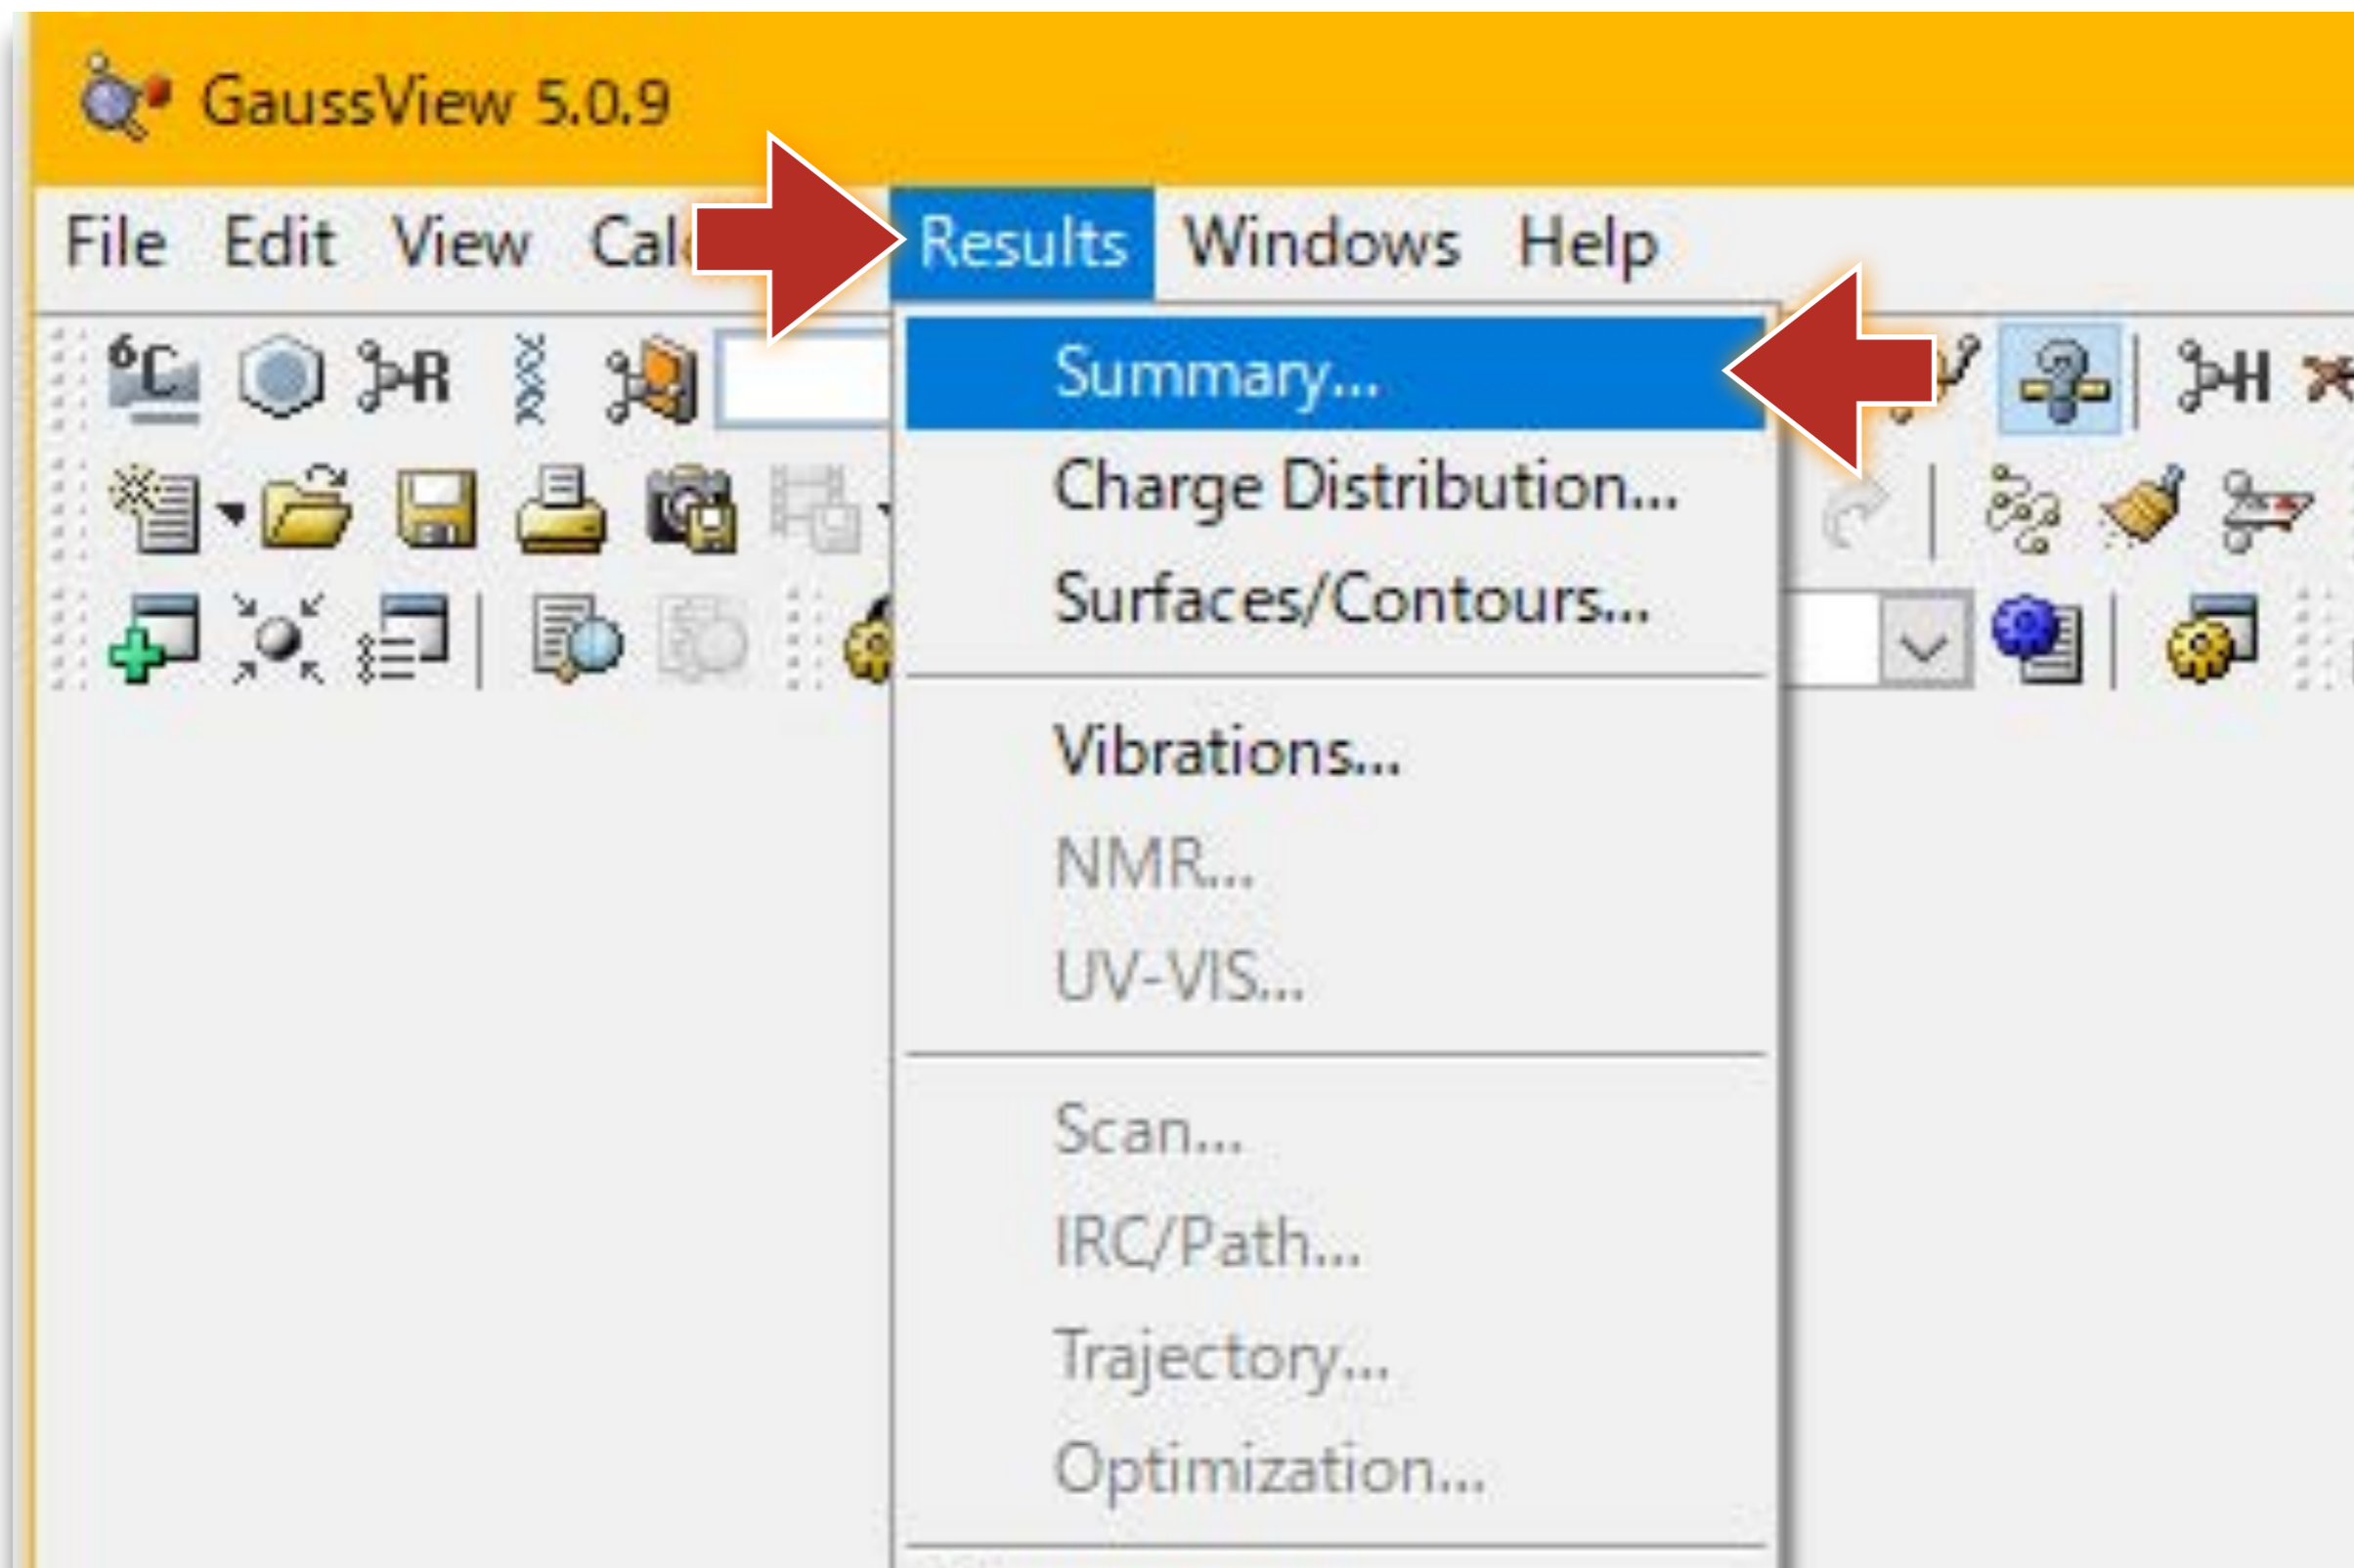 GaussView 5.0.9
File Edit View Results Windows Help
6C R H
Summary...
Charge Distribution...
Surfaces/Contours...
Vibrations...
NMR...
UV-VIS...
Scan...
IRC/Path...
Trajectory...
Optimization...